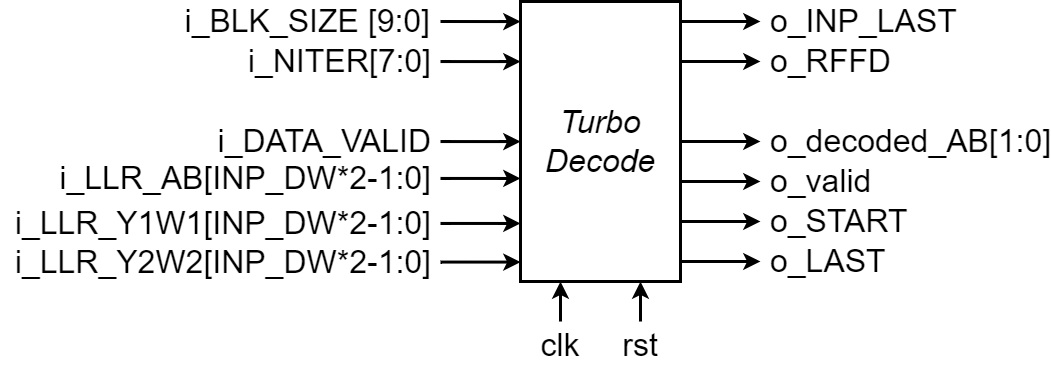 i_BLK_SIZE [9:0]
i_NITER[7:0]
i_DATA_VALID
i_LLR_AB[INP_DW*2-1:0]
i_LLR_Y1W1[INP_DW*2-1:0]
i_LLR_Y2W2[INP_DW*2-1:0]
Turbo
Decode
o_INP_LAST
o_RFFD
o_decoded_AB[1:0]
o_valid
o_START
o_LAST
clk
rst